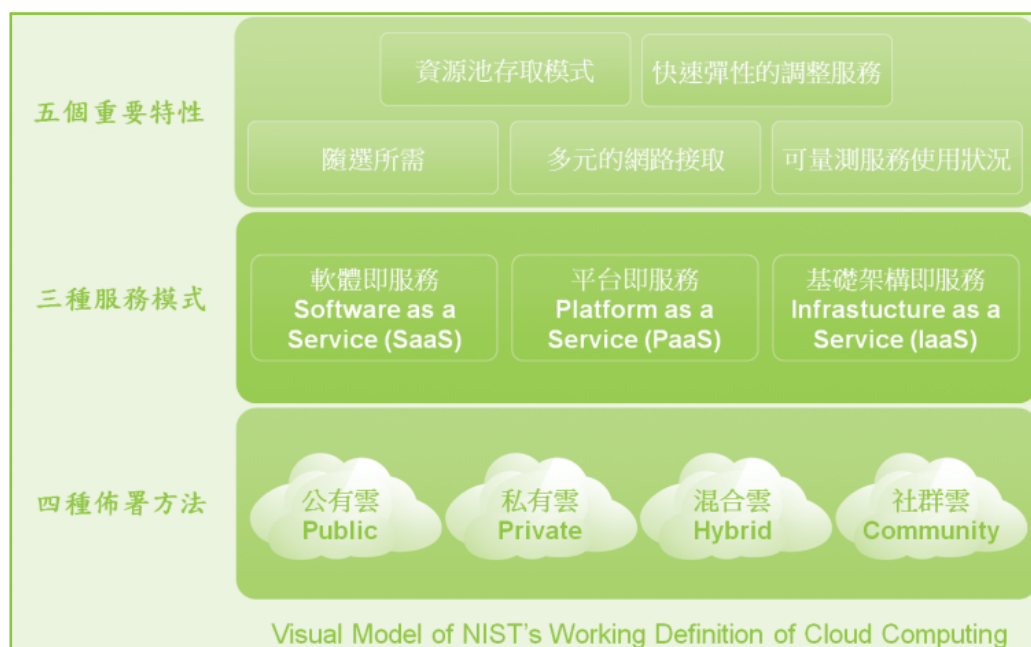 五個重要特性
資源池存取模式
快速彈性的調整服務
隨選所需
多元的網路接取
可量測服務使用狀況
三種服務模式
軟體即服務
Software as a
Service (SaaS)
平台即服務
Platform as a
Service (PaaS)
基礎架構即服務
Infrastucture as a
Service (IaaS)
四種佈署方法
公有雲
Public
私有雲
Private
混合雲
Hybrid
社群雲
Community
Visual Model of NIST's Working Definition of Cloud Computing